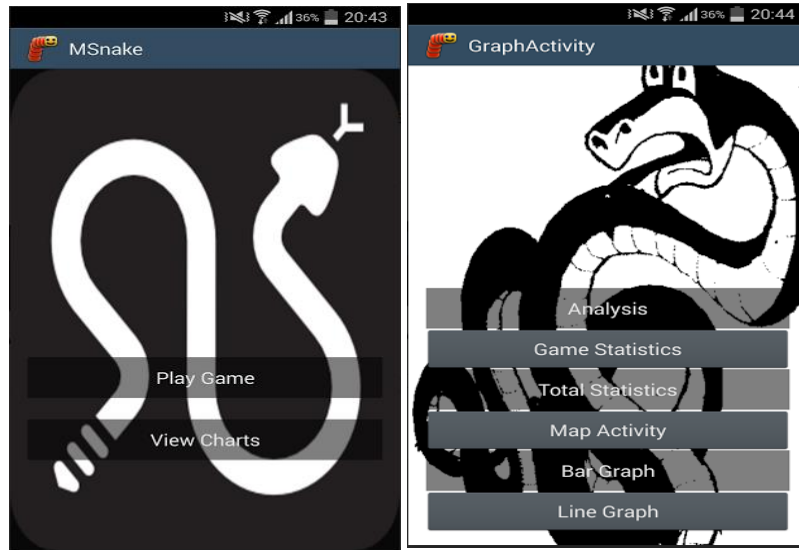 36% 20:43
MSnake
Play Game
View Charts
36% 20:44
GraphActivity
Analysis
Game Statistics
Total Statistics
Map Activity
Bar Graph
Line Graph